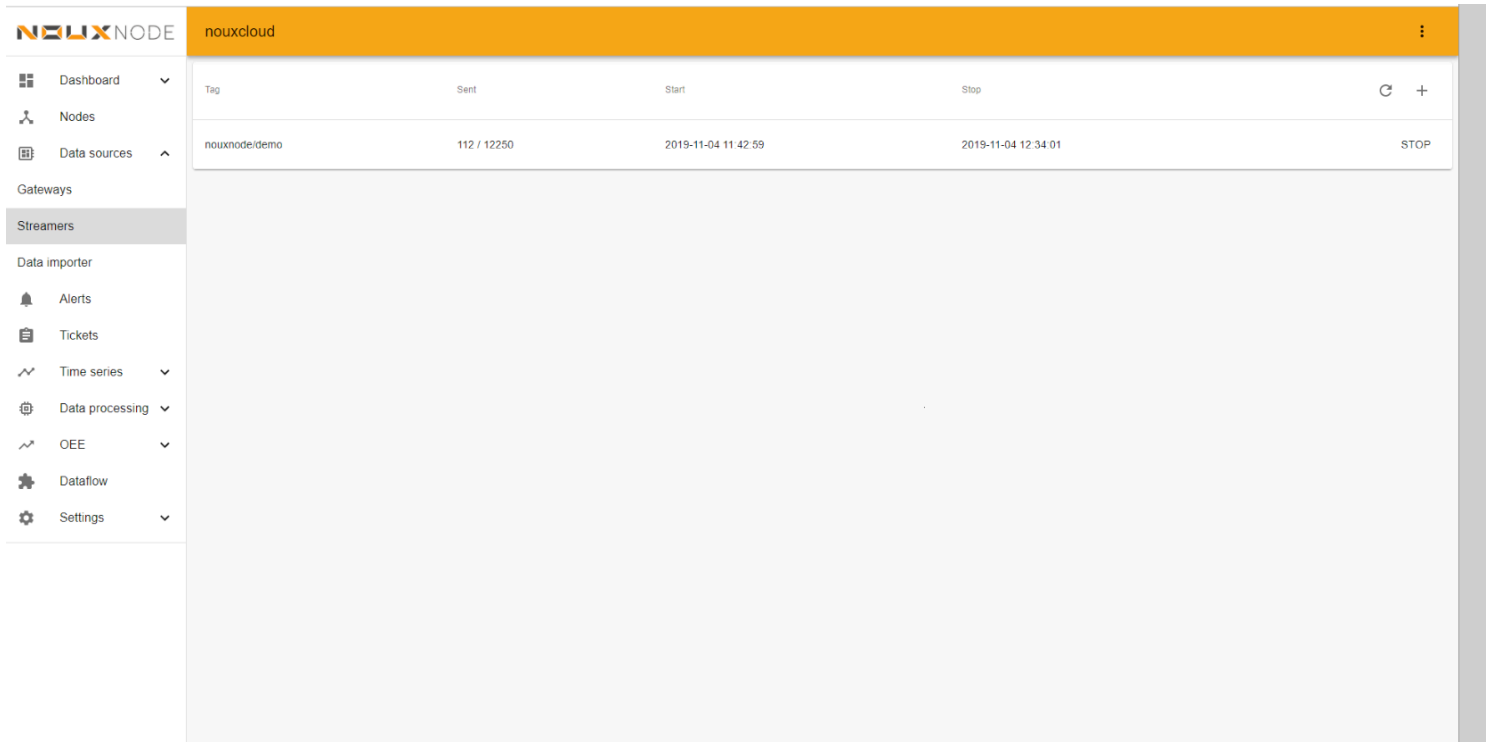 NOUXNODE
nouxcloud
Dashboard
Nodes
Data sources
Gateways
Streamers
Data importer
Alerts
Tickets
Time series
Data processing
OEE
Dataflow
Settings
Tag Sent Start Stop
nouxnode/demo 112 / 12250 2019-11-04 11:42:59 2019-11-04 12:34:01 STOP